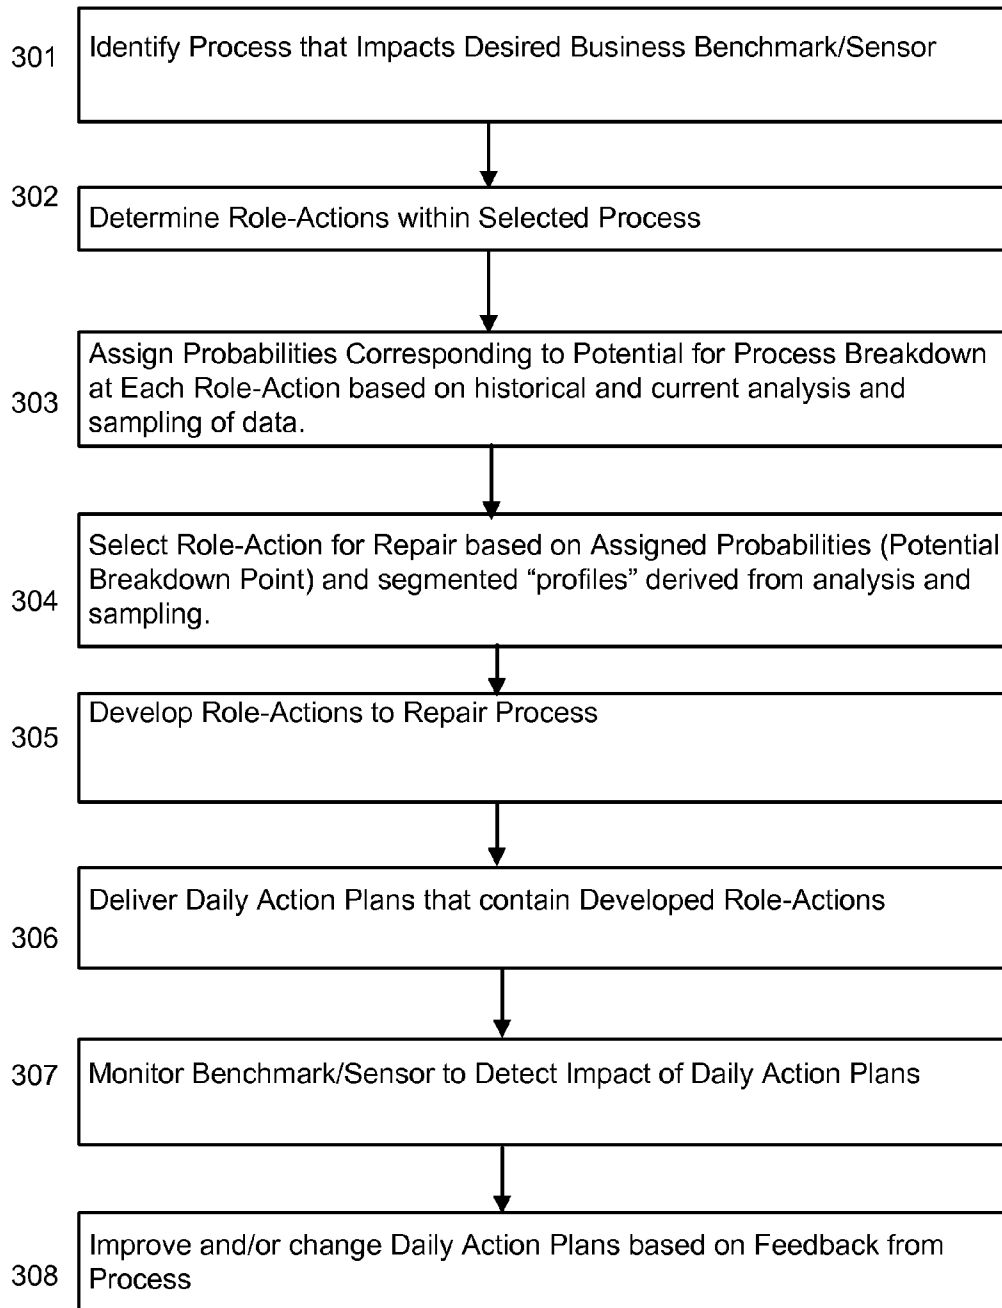 301
Identify Process that Impacts Desired Business Benchmark/Sensor
302
Determine Role-Actions within Selected Process
303
Assign Probabilities Corresponding to Potential for Process Breakdown
at Each Role-Action based on historical and current analysis and
sampling of data.
304
Select Role-Action for Repair based on Assigned Probabilities (Potential
Breakdown Point) and segmented “profiles” derived from analysis and
sampling.
305
Develop Role-Actions to Repair Process
306
Deliver Daily Action Plans that contain Developed Role-Actions
307
Monitor Benchmark/Sensor to Detect Impact of Daily Action Plans
308
Improve and/or change Daily Action Plans based on Feedback from
Process